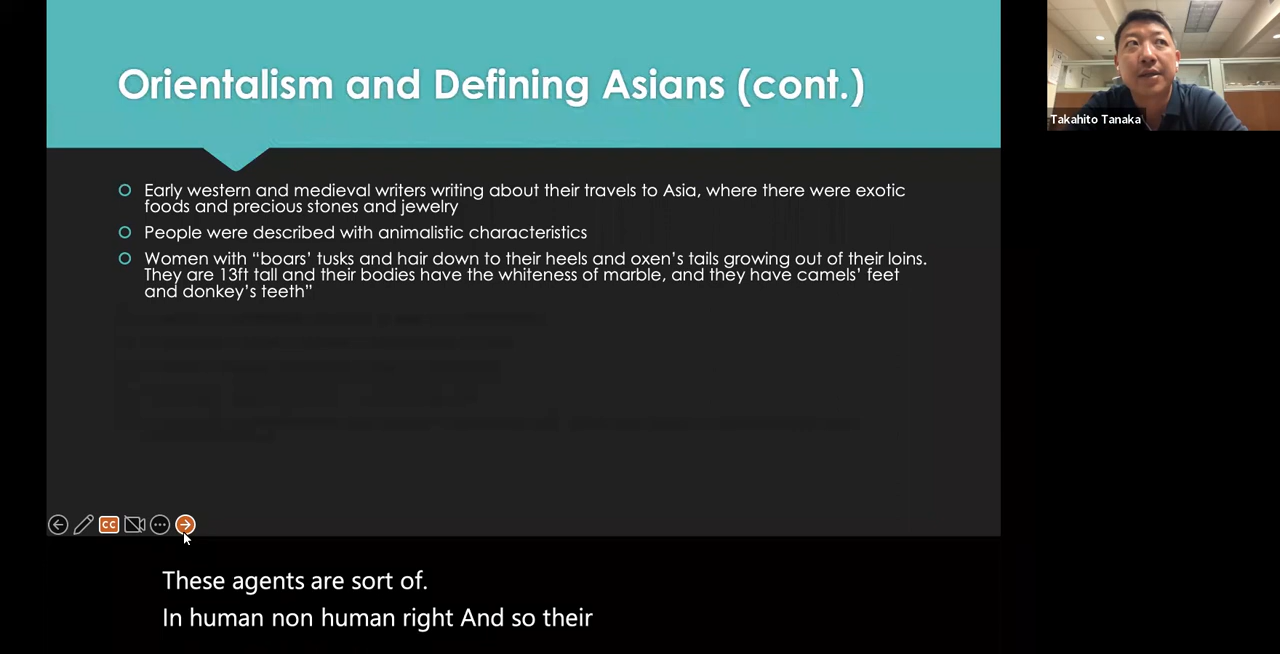 Orientalism and Defining Asians (cont.)
Takahito Tanaka
Early western and medieval writers writing about their travels to Asia, where there were exotic
foods and precious stones and jewelry
People were described with animalistic characteristics
Women with “boars’ tusks and hair down to their heels and oxen’s tails growing out of their loins.
They are 13ft tall and their bodies have the whiteness of marble, and they have camels’ feet
and donkey’s teeth”
CC
These agents are sort of.
In human non human right And so their